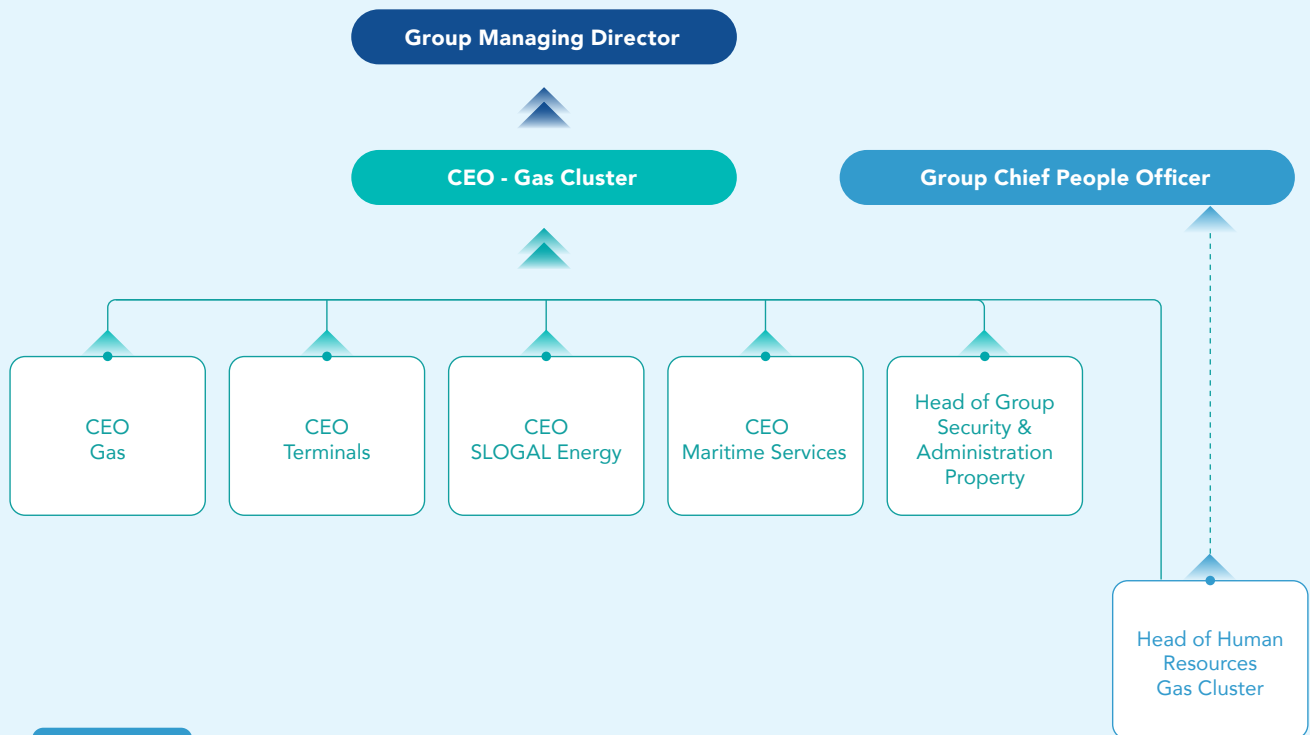 Group Managing Director
CEO - Gas Cluster
Group Chief People Officer
CEO
Gas
CEO
Terminals
CEO
SLOGAL Energy
CEO
Maritime Services
Head of Group
Security &
Administration
Property
Head of Human
Resources
Gas Cluster